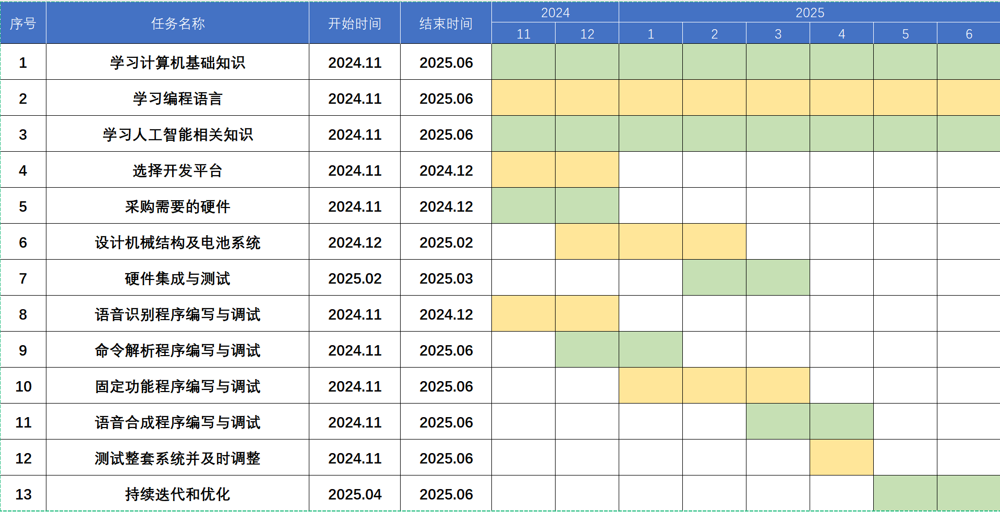 序号 任务名称 开始时间 结束时间 2024 2025
11 12 1 2 3 4 5 6
1 学习计算机基础知识 2024.11 2025.06
2 学习编程语言 2024.11 2025.06
3 学习人工智能相关知识 2024.11 2025.06
4 选择开发平台 2024.11 2024.12
5 采购需要的硬件 2024.11 2024.12
6 设计机械结构及电池系统 2024.12 2025.02
7 硬件集成与测试 2025.02 2025.03
8 语音识别程序编写与调试 2024.11 2024.12
9 命令解析程序编写与调试 2024.11 2025.06
10 固定功能程序编写与调试 2024.11 2025.06
11 语音合成程序编写与调试 2024.11 2025.06
12 测试整套系统并及时调整 2024.11 2025.06
13 持续迭代和优化 2025.04 2025.06